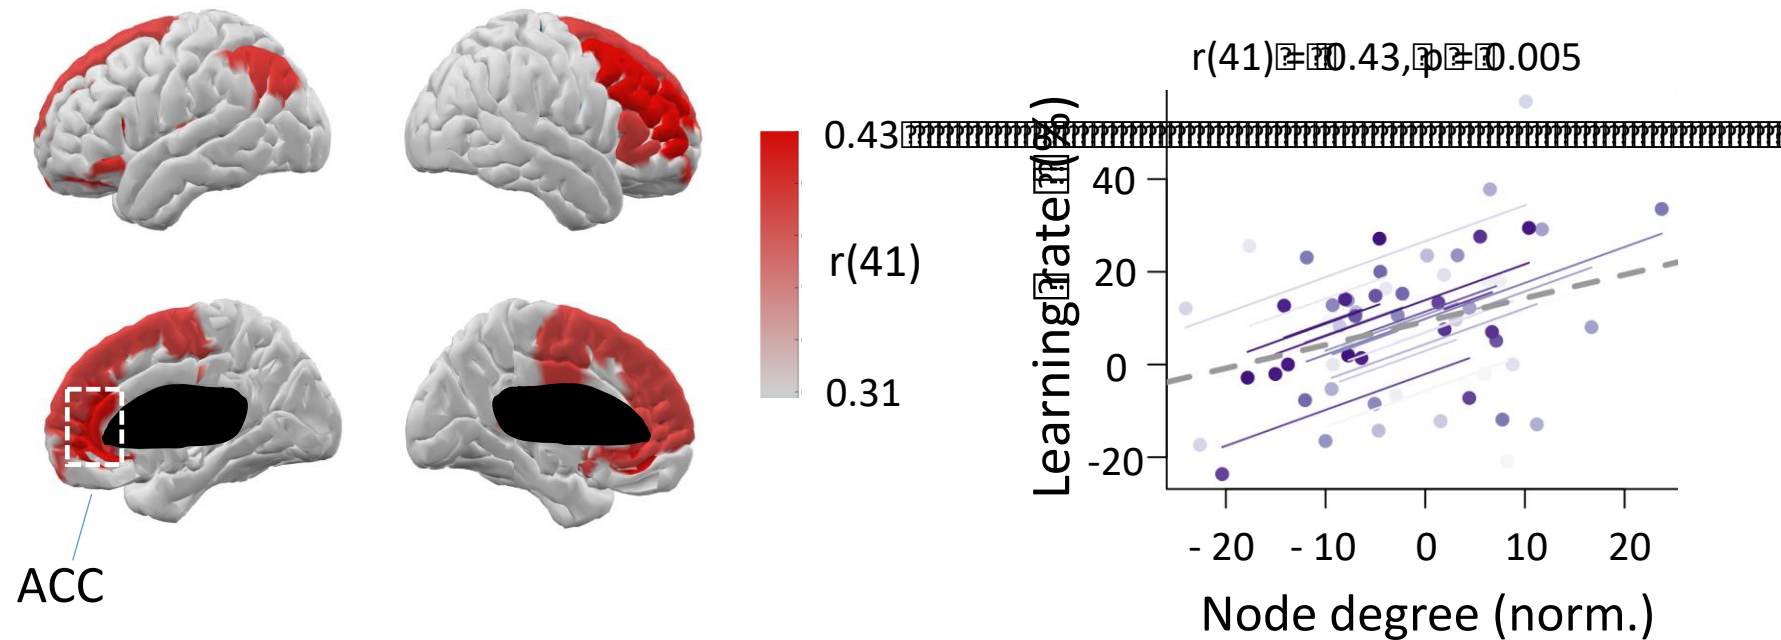 r(41) = 0.43, p = 0.005
0.43
r(41)
0.31
ACC
Learning rate (%)
40
20
0
-20
- 20 - 10 0 10 20
Node degree (norm.)